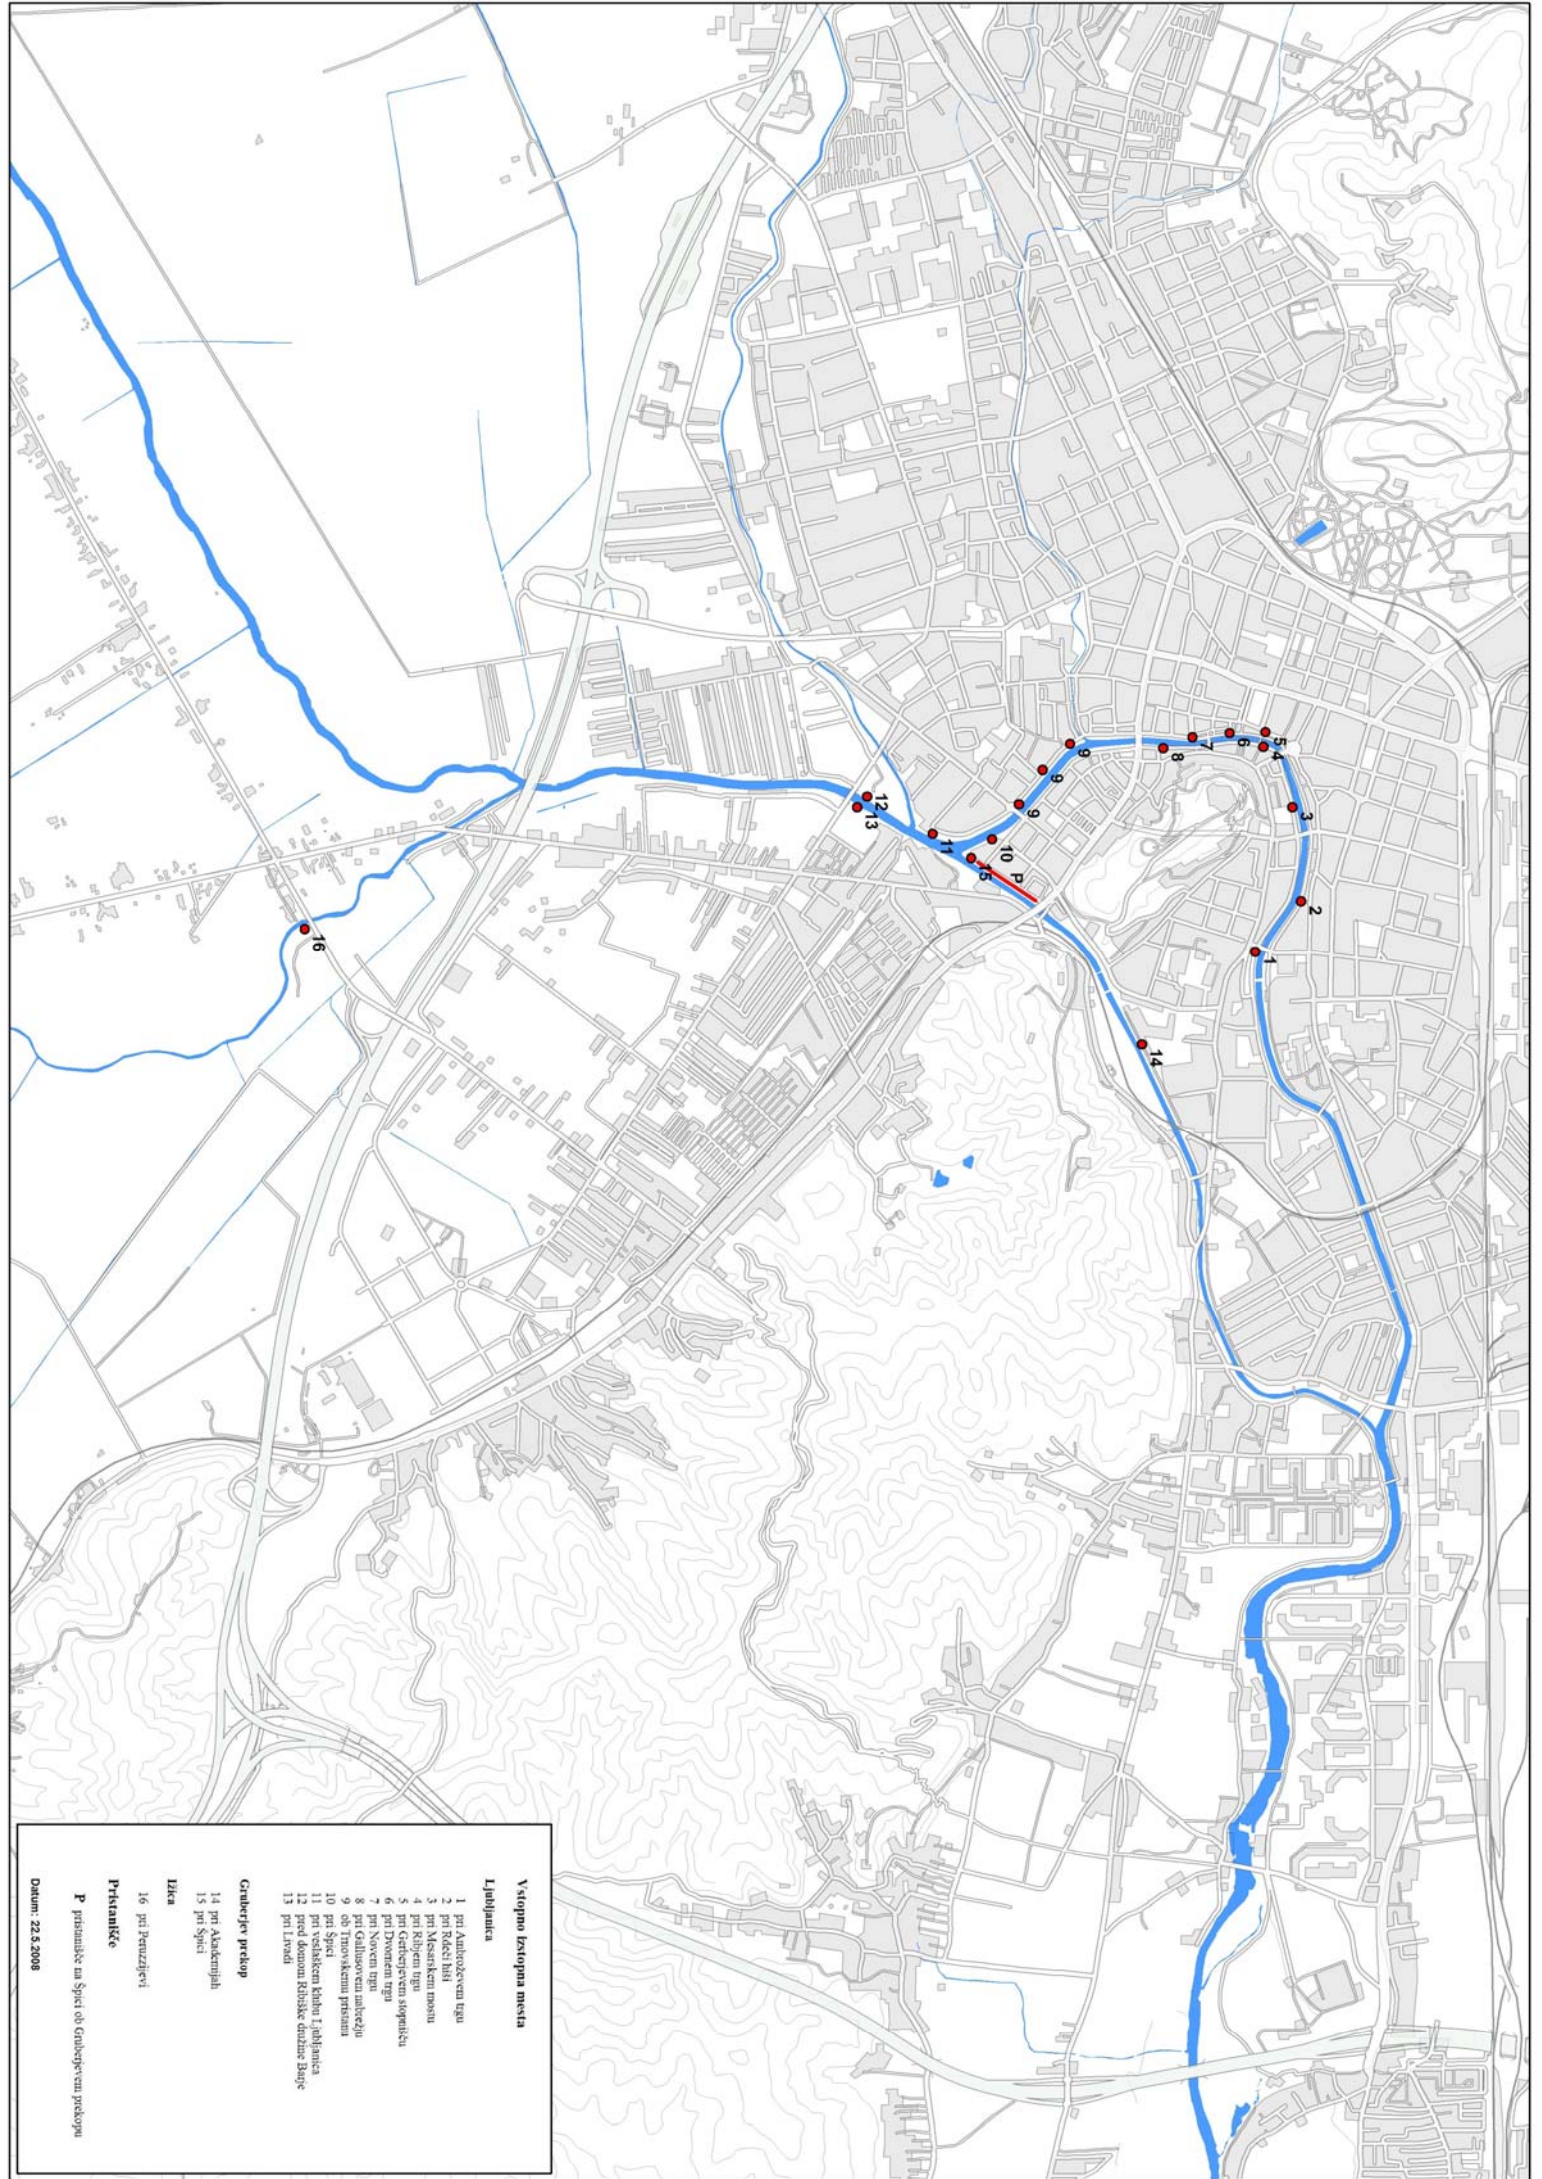 5
4
6
7
8
3
2
1
9
9
9
10
P
15
11
12
13
14
16
Vstopno izstopna mesta
Ljubljanica
1 pri Ambroževem trgu
2 pri Rdeči hiši
3 pri Mesarskem mostu
4 pri Ribjem trgu
5 pri Gerberjevem stopnišču
6 pri Dvornem trgu
7 pri Novem trgu
8 pri Gallusovem nabrežju
9 ob Trnovskemu pristanu
10 pri Špici
11 pri veslaškem klubu Ljubljanica
12 pred domom Ribiške družine Barje
13 pri Livadi
Gruberjev prekop
14 pri Akademijah
15 pri Špici
Ižica
16 pri Peruzzijevi
Pristanišče
P pristanišče na Špici ob Gruberjevem prekopu
Datum: 22.5.2008